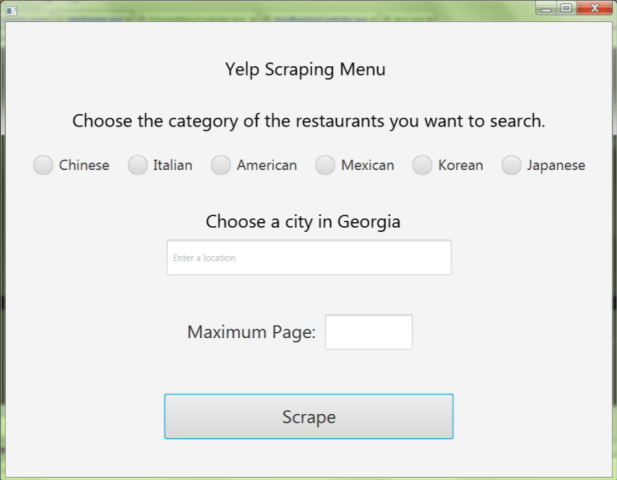 Yelp Scraping Menu
Choose the category of the restaurants you want to search.
Chinese Italian American Mexican Korean Japanese
Choose a city in Georgia
Enter a location
Maximum Page:
Scrape